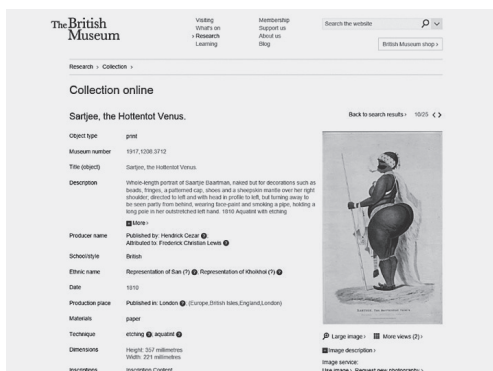 The British
Museum
Visiting
What's on
› Research
Learning
Membership
Support us
About us
Blog
Search the website
British Museum shop ›
Research › Collection ›
Collection online
Sartjee, the Hottentot Venus.
Back to search results ›
10/25
Object type
print
Museum number
1917,1208.3712
Title (object)
Sartjee, the Hottentot Venus.
Description
Whole-length portrait of Saartjie Baartman, naked but for decorations such as
beads, fringes, a patterned cap, shoes and a sheepskin mantle over her right
shoulder, directed to left and with head in profile to left, but turning away to
be seen partly from behind, wearing face-paint and smoking a pipe, holding a
long pole in her outstretched left hand. 1810 Aquatint with etching
More ›
Producer name
Published by: Hendrick Cezar
Attributed to: Frederick Christian Lewis
School/style
British
Ethnic name
Representation of San (?) , Representation of Khoikhoi (?)
Date
1810
Production place
Published in: London , (Europe,British Isles,England,London)
Materials
paper
Technique
etching , aquatint
Dimensions
Height: 357 millimetres
Width: 221 millimetres
Inscriptions
Inscription Content
Large image ›
More views (2) ›
Image description ›
Image service:
Use image › Request new photography ›